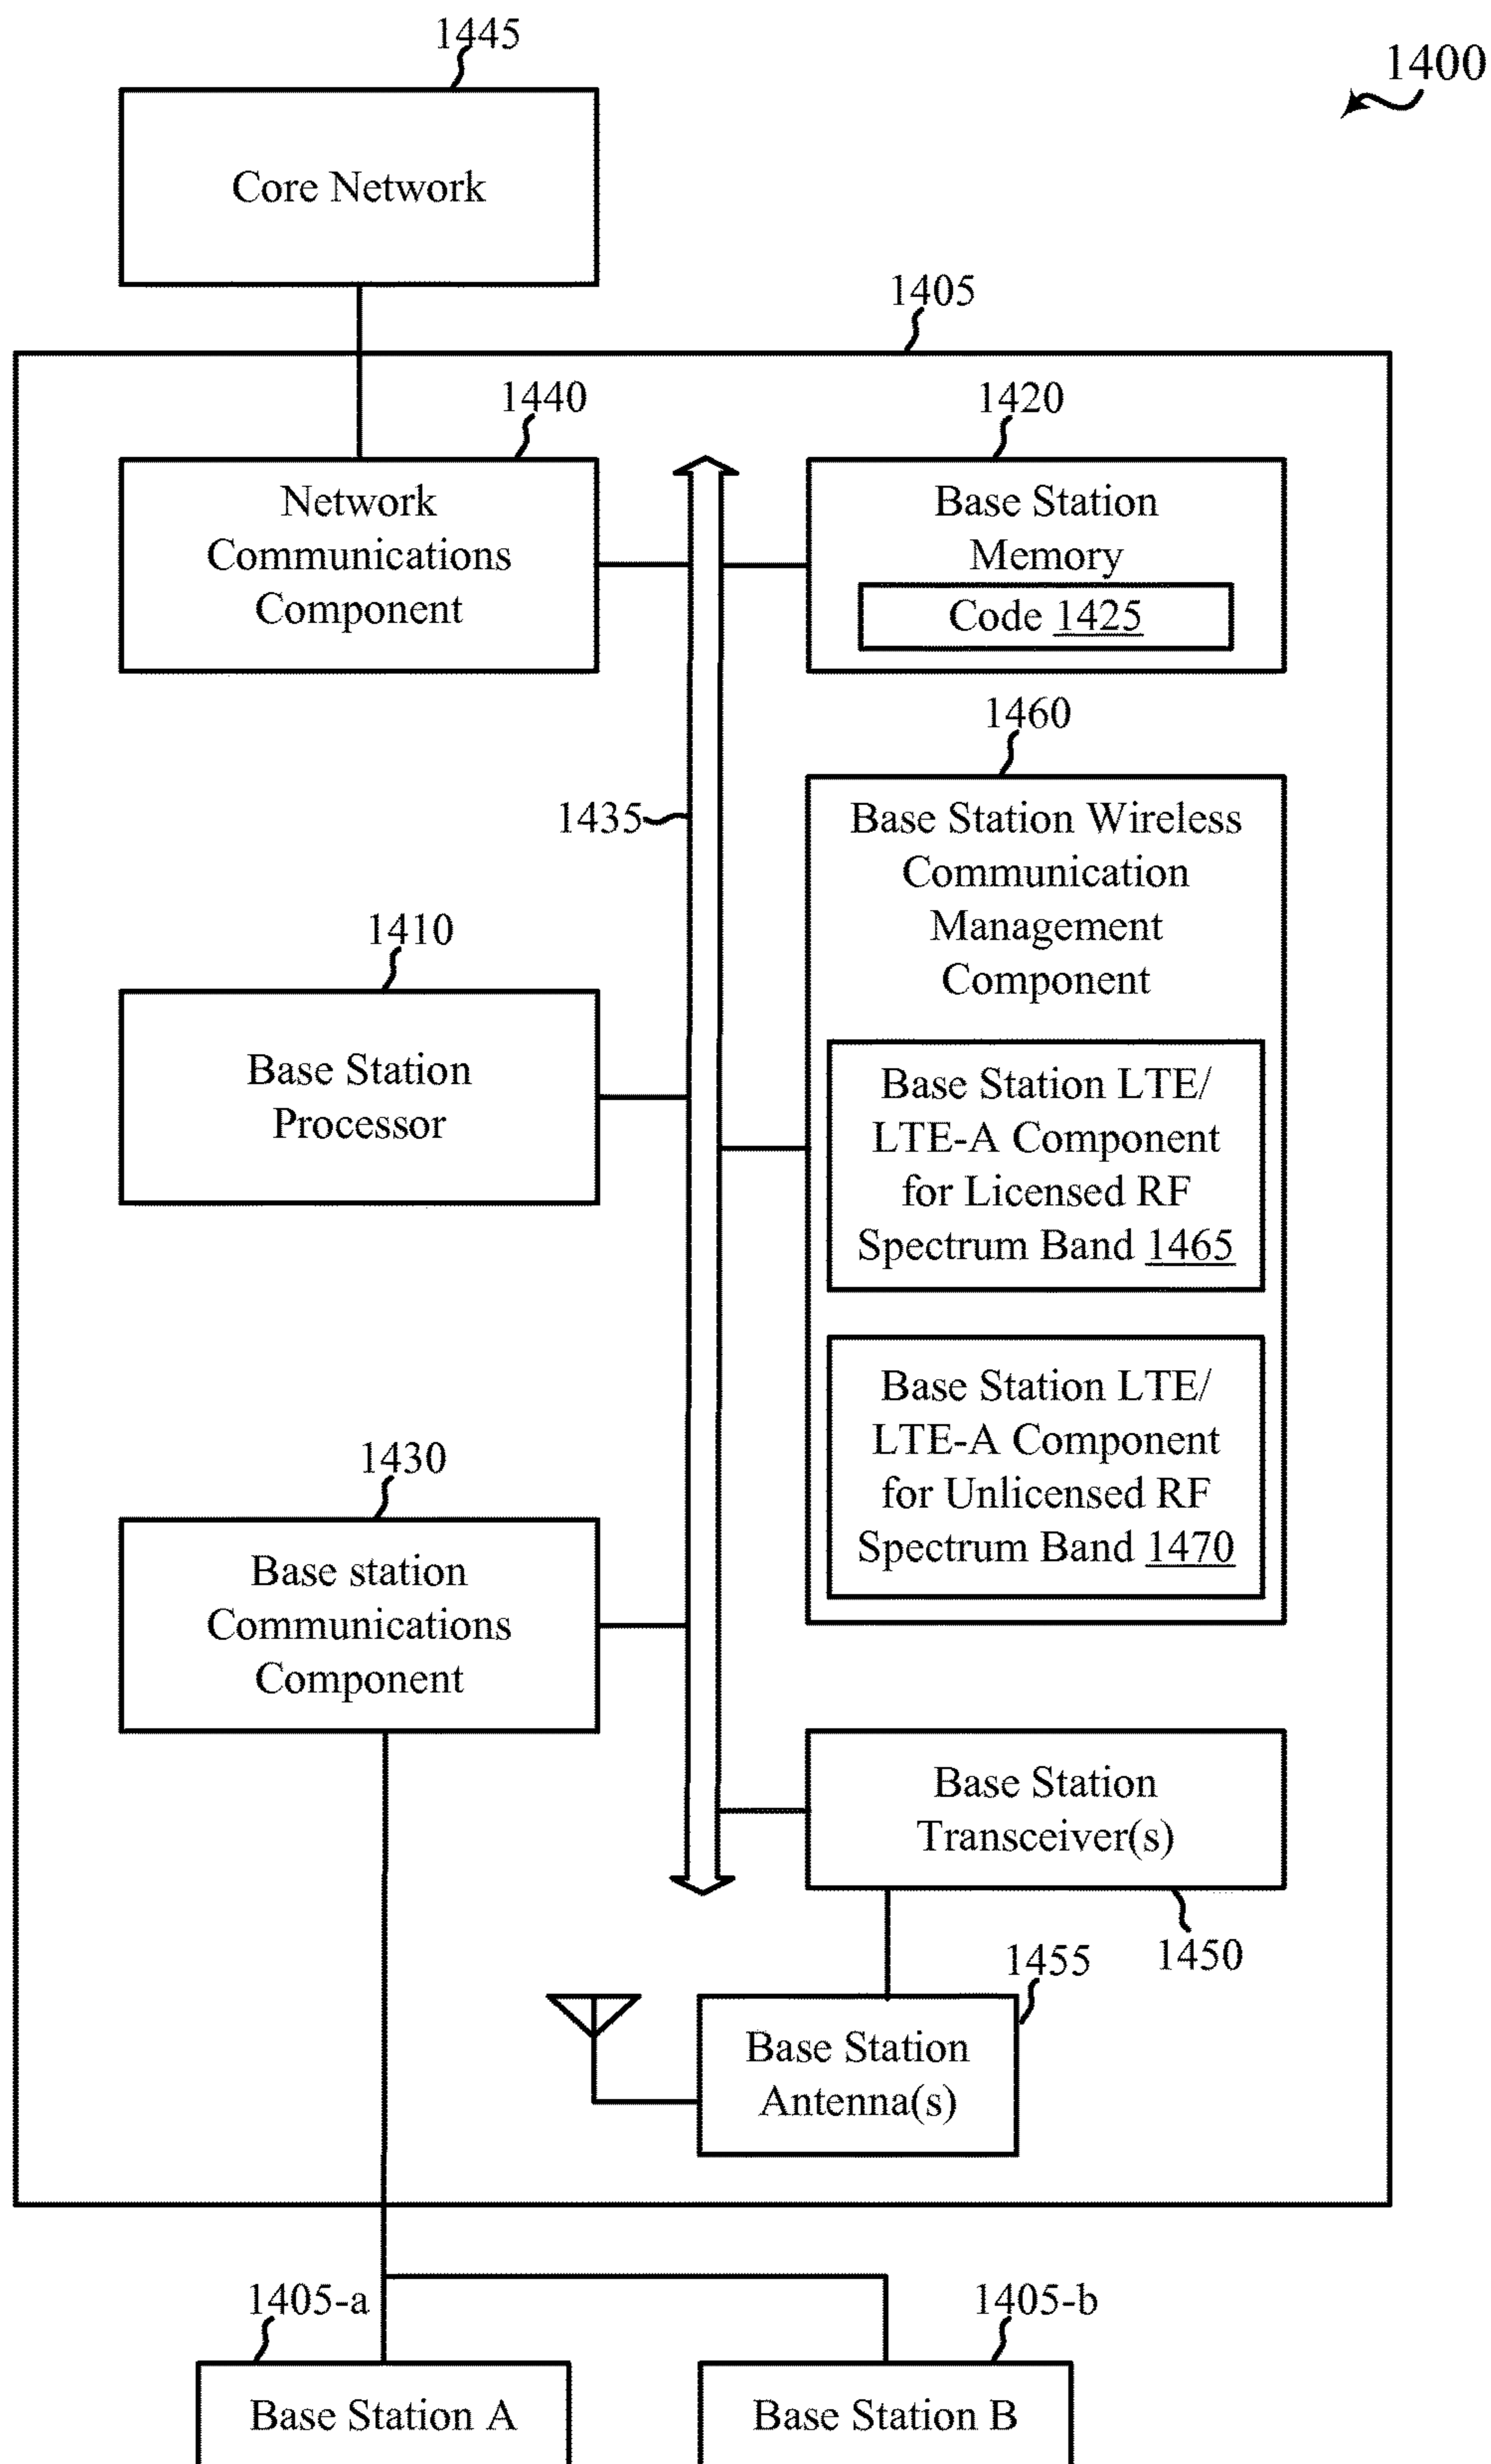 1445
1400
Core Network
1405
1440
1420
Network
Communications
Component
Base Station
Memory
Code 1425
1460
1435
Base Station Wireless
Communication
Management
Component
1410
Base Station
Processor
Base Station LTE/
LTE-A Component
for Licensed RF
Spectrum Band 1465
Base Station LTE/
LTE-A Component
for Unlicensed RF
Spectrum Band 1470
1430
Base station
Communications
Component
Base Station
Transceiver(s)
1450
1455
Base Station
Antenna(s)
1405-a
1405-b
Base Station A
Base Station B